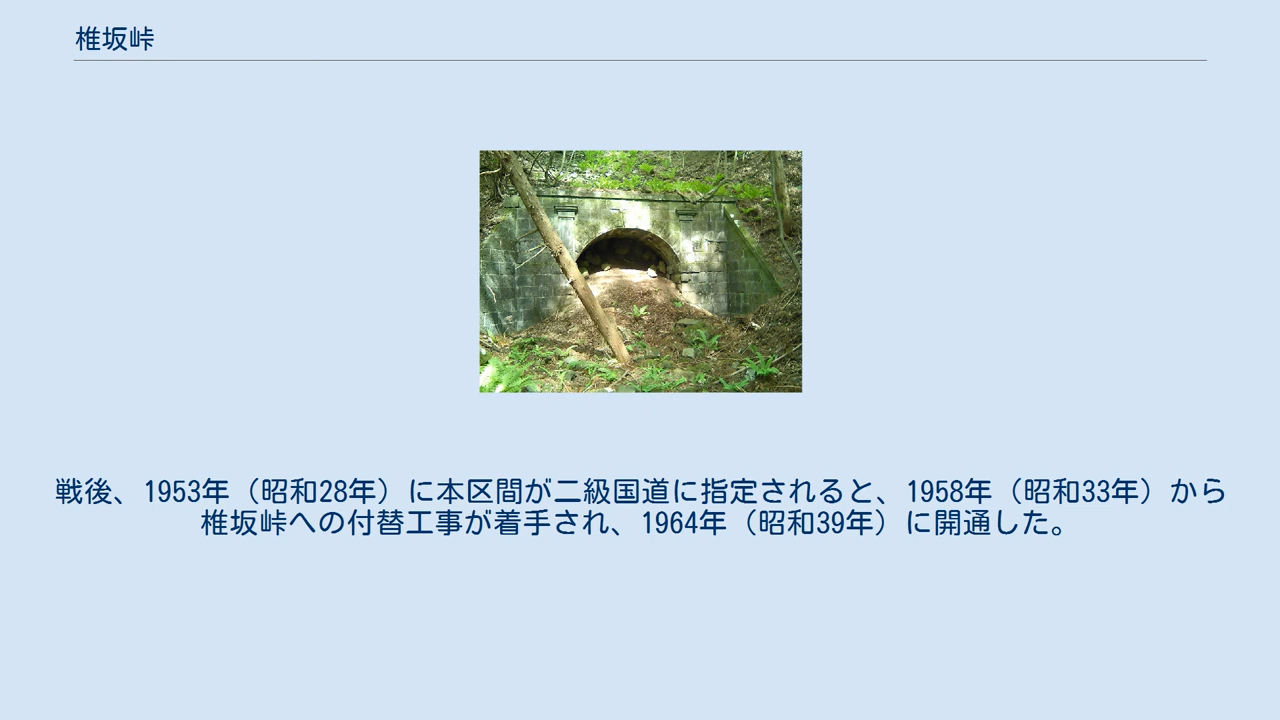 椎坂峠
戦後、1953年（昭和28年）に本区間が二級国道に指定されると、1958年（昭和33年）から
椎坂峠への付替工事が着手され、1964年（昭和39年）に開通した。